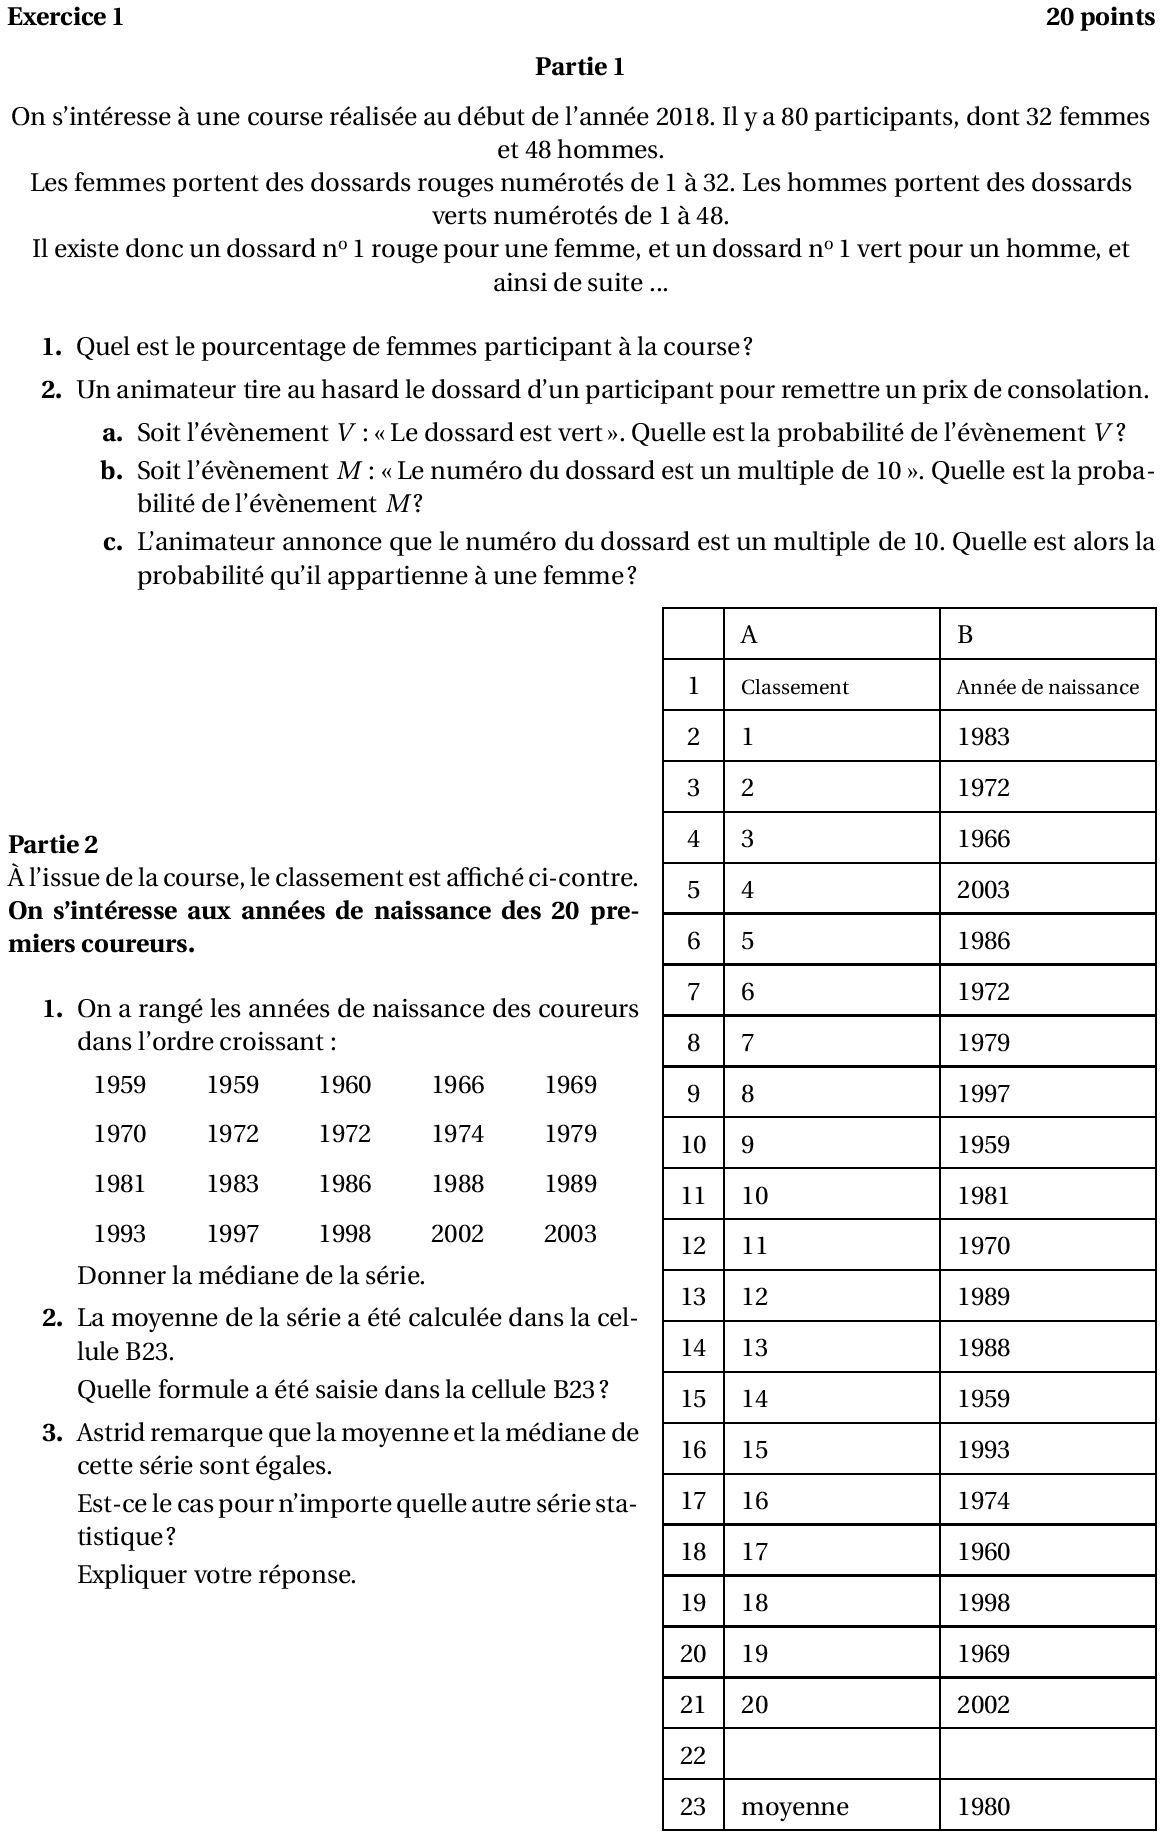 Exercice 1 20 points
Partie 1
On s'intéresse à une course réalisée au début de l'année 2018. Il y a 80 participants, dont 32 femmes
et 48 hommes.
Les femmes portent des dossards rouges numérotés de 1 à 32. Les hommes portent des dossards
verts numérotés de 1 à 48.
Il existe donc un dossard nº 1 rouge pour une femme, et un dossard nº 1 vert pour un homme, et
ainsi de suite ...
1. Quel est le pourcentage de femmes participant à la course ?
2. Un animateur tire au hasard le dossard d'un participant pour remettre un prix de consolation.
a. Soit l'évènement V : « Le dossard est vert ». Quelle est la probabilité de l'évènement V ?
b. Soit l'évènement M : « Le numéro du dossard est un multiple de 10 ». Quelle est la proba-
bilité de l'évènement M ?
c. L'animateur annonce que le numéro du dossard est un multiple de 10. Quelle est alors la
probabilité qu'il appartienne à une femme ?
Partie 2
À l'issue de la course, le classement est affiché ci-contre.
On s'intéresse aux années de naissance des 20 pre-
miers coureurs.
1. On a rangé les années de naissance des coureurs
dans l'ordre croissant :
1959 1959 1960 1966 1969
1970 1972 1972 1974 1979
1981 1983 1986 1988 1989
1993 1997 1998 2002 2003
Donner la médiane de la série.
2. La moyenne de la série a été calculée dans la cel-
lule B23.
Quelle formule a été saisie dans la cellule B23 ?
3. Astrid remarque que la moyenne et la médiane de
cette série sont égales.
Est-ce le cas pour n'importe quelle autre série sta-
tistique ?
Expliquer votre réponse.
A B
1 Classement Année de naissance
2 1 1983
3 2 1972
4 3 1966
5 4 2003
6 5 1986
7 6 1972
8 7 1979
9 8 1997
10 9 1959
11 10 1981
12 11 1970
13 12 1989
14 13 1988
15 14 1959
16 15 1993
17 16 1974
18 17 1960
19 18 1998
20 19 1969
21 20 2002
22
23 moyenne 1980